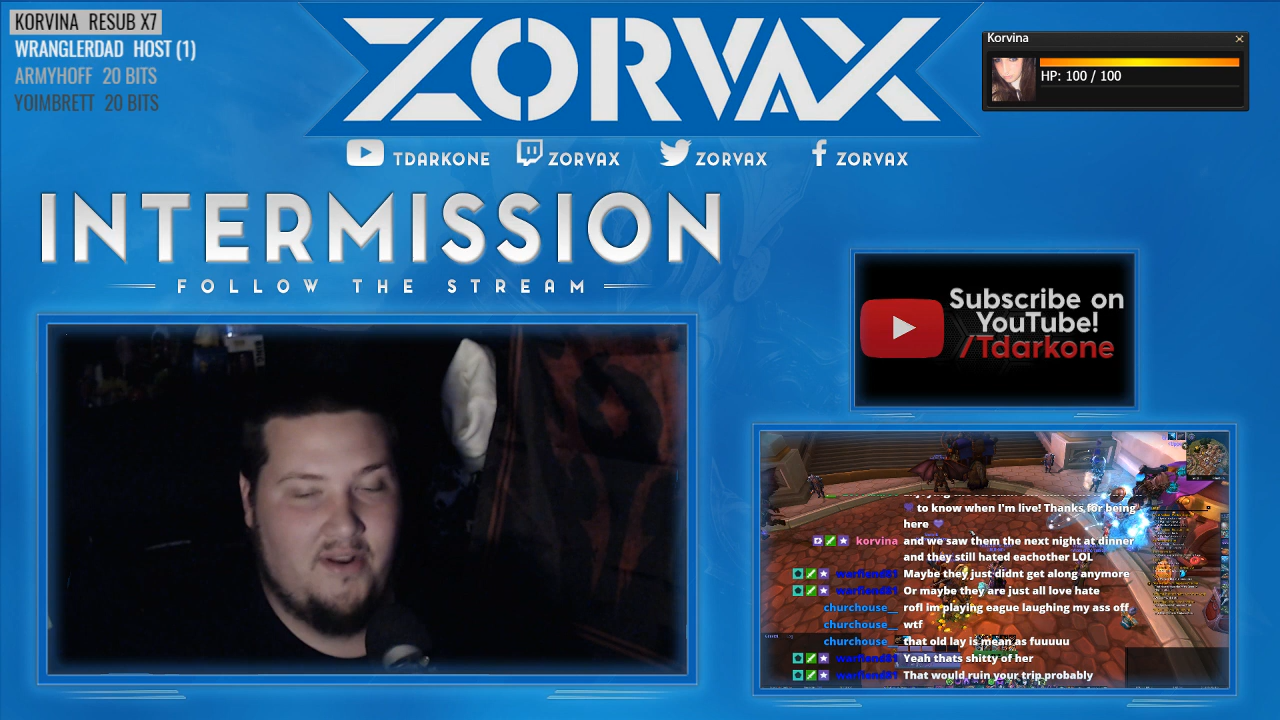 KORVINA RESUB X7
WRANGLERDAD HOST (1)
ARMYHOFF 20 BITS
YOIMBRETT 20 BITS
ZORVAX
TDARKONE ZORVAX ZORVAX ZORVAX
Korvina
HP: 100 / 100
INTERMISSION
FOLLOW THE STREAM
Subscribe on
YouTube!
/Tdarkone
to know when I'm live! Thanks for being
here
korvina and we saw them the next night at dinner
and they still hated eachother LOL
warfiend81 Maybe they just didnt get along anymore
warfiend81 Or maybe they are just all love hate
churchouse__ rofl im playing eague laughing my ass off
churchouse__ wtf
churchouse__ that old lay is mean as fuuuuu
warfiend81 Yeah thats shitty of her
warfiend81 That would ruin your trip probably